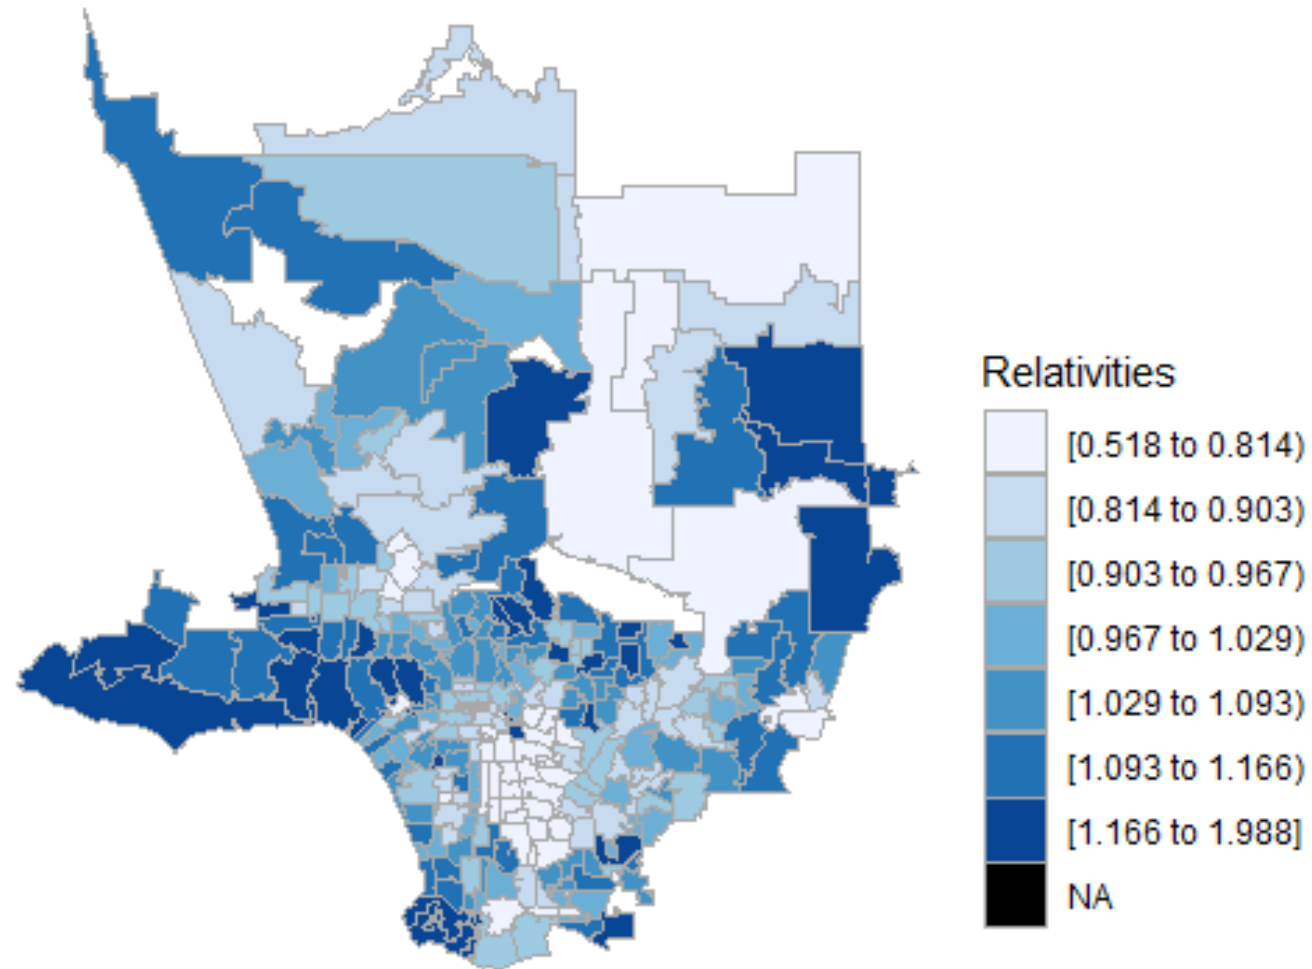 Relativities
[0.518 to 0.814)
[0.814 to 0.903)
[0.903 to 0.967)
[0.967 to 1.029)
[1.029 to 1.093)
[1.093 to 1.166)
[1.166 to 1.988]
NA